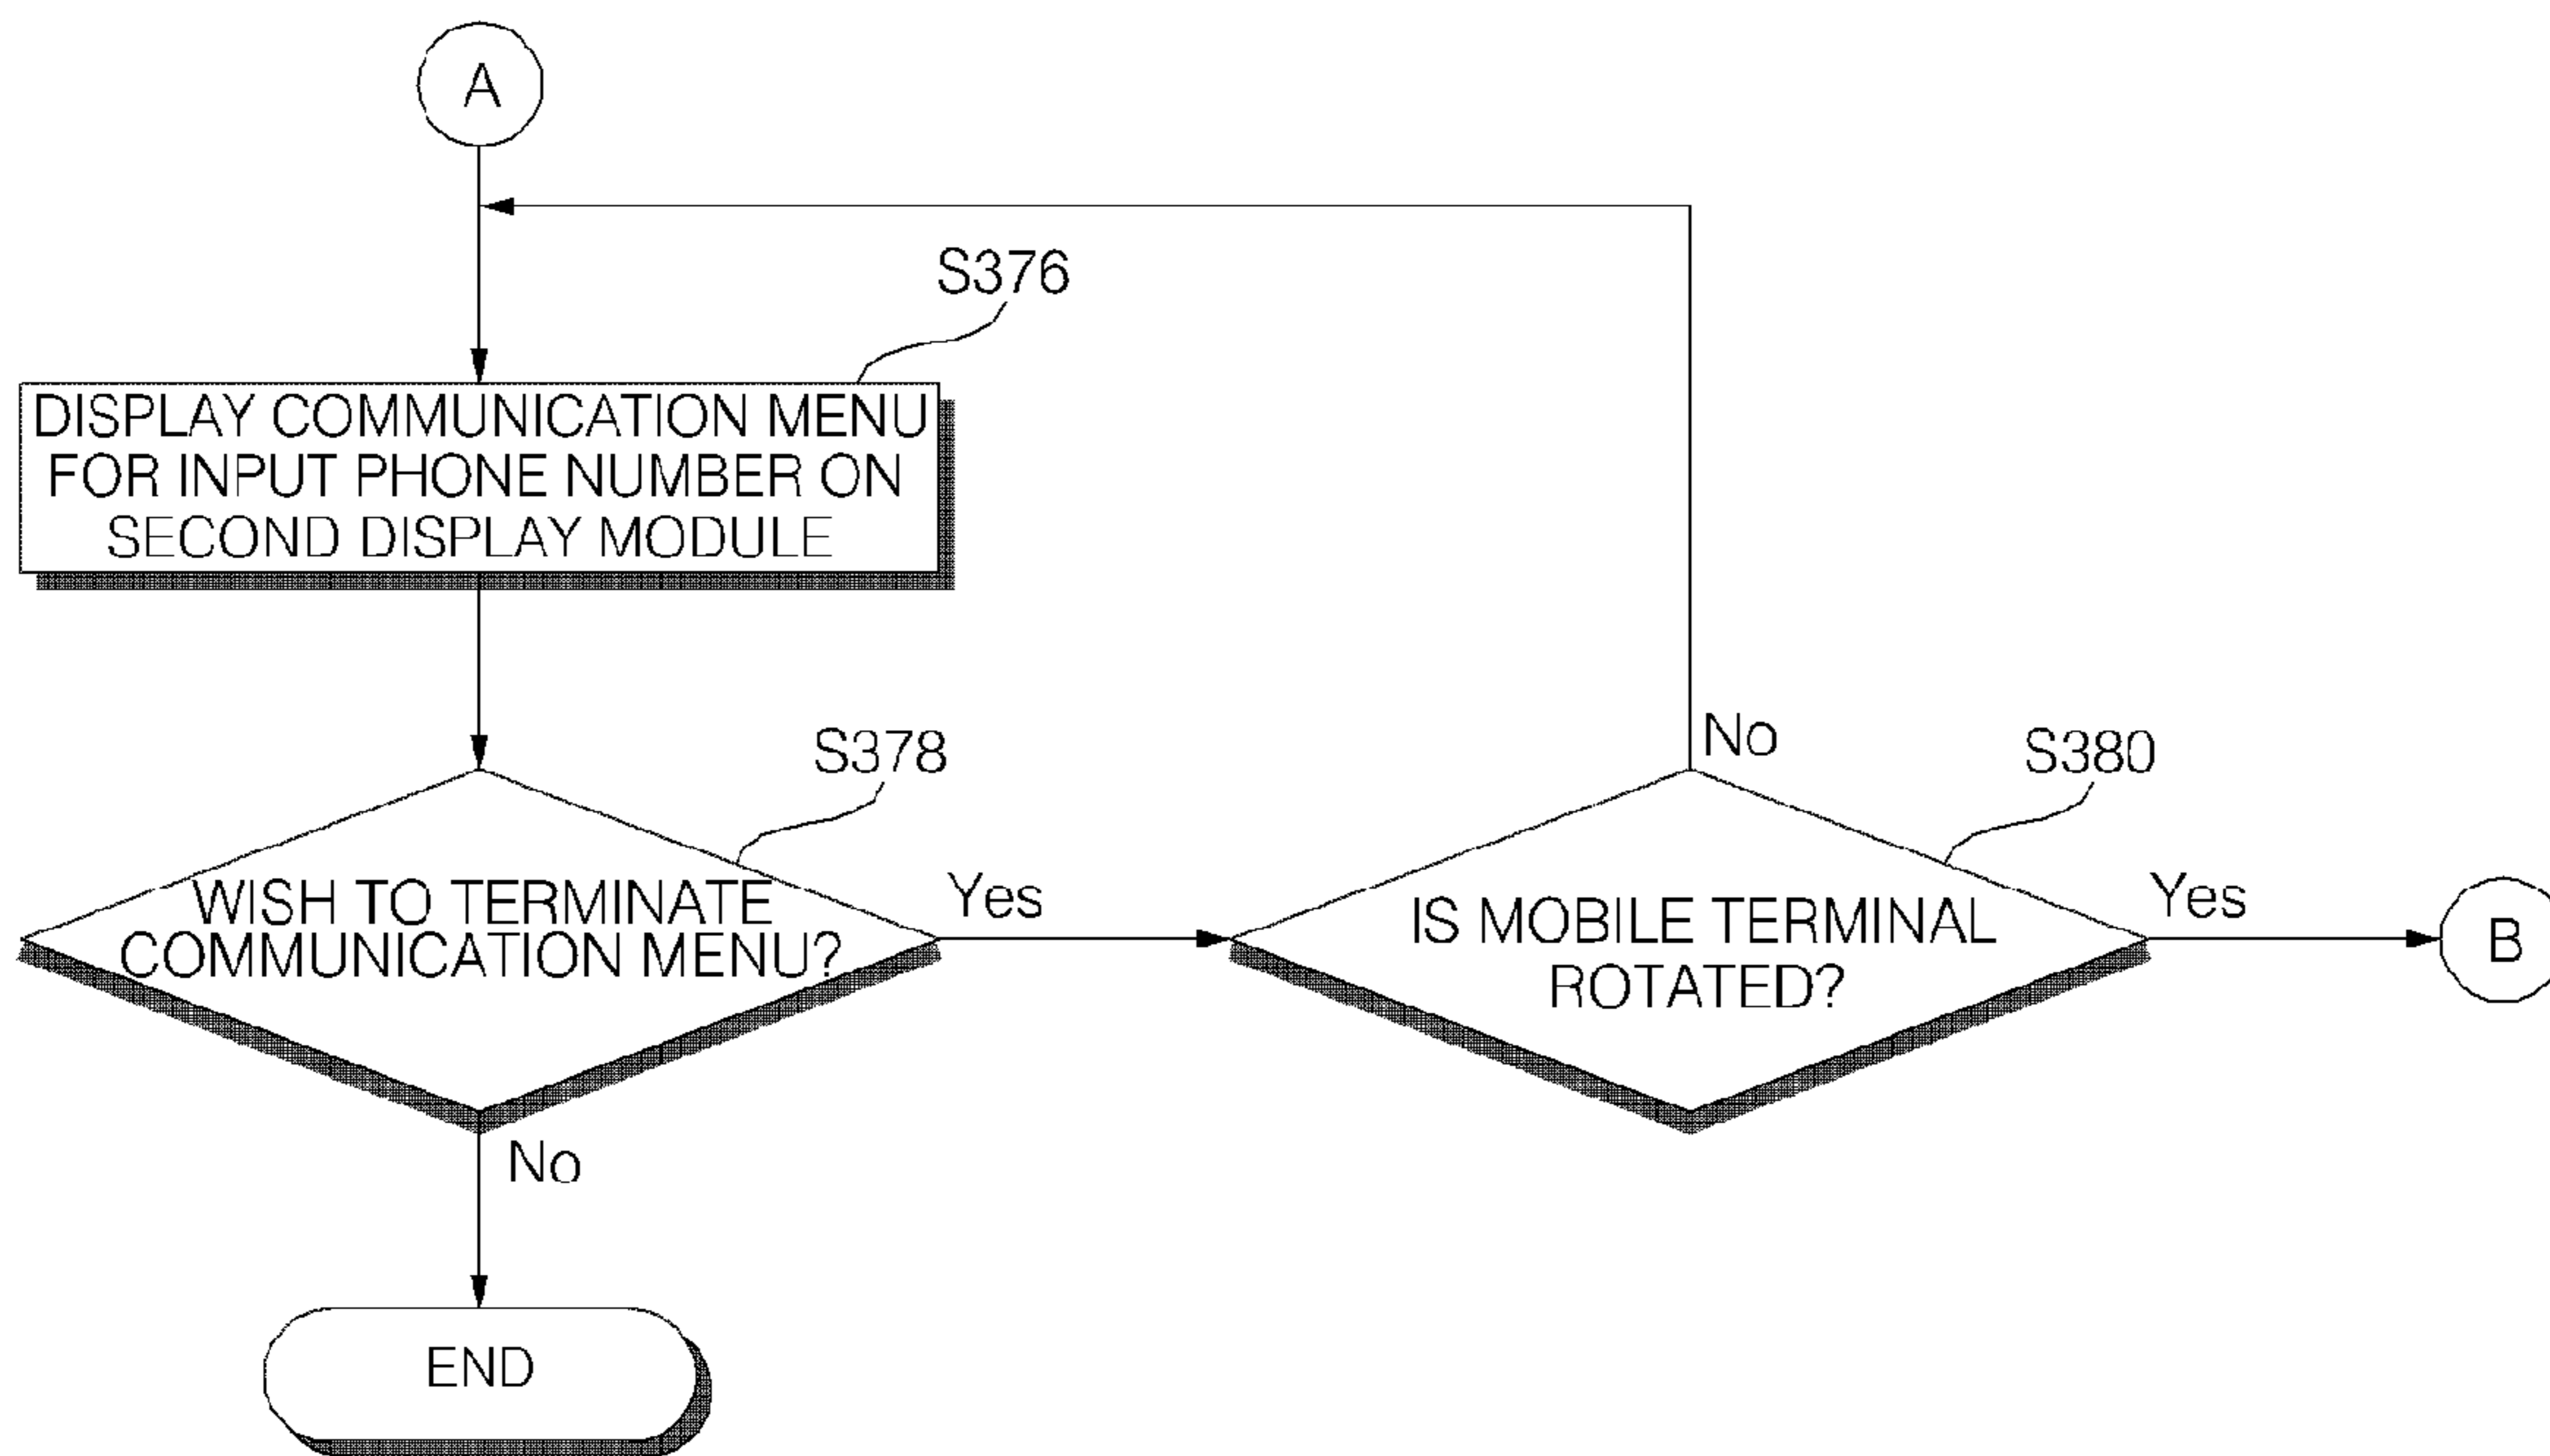 A
S376
DISPLAY COMMUNICATION MENU
FOR INPUT PHONE NUMBER ON
SECOND DISPLAY MODULE
S378
WISH TO TERMINATE
COMMUNICATION MENU?
Yes
No
S380
IS MOBILE TERMINAL
ROTATED?
No
Yes
B
END